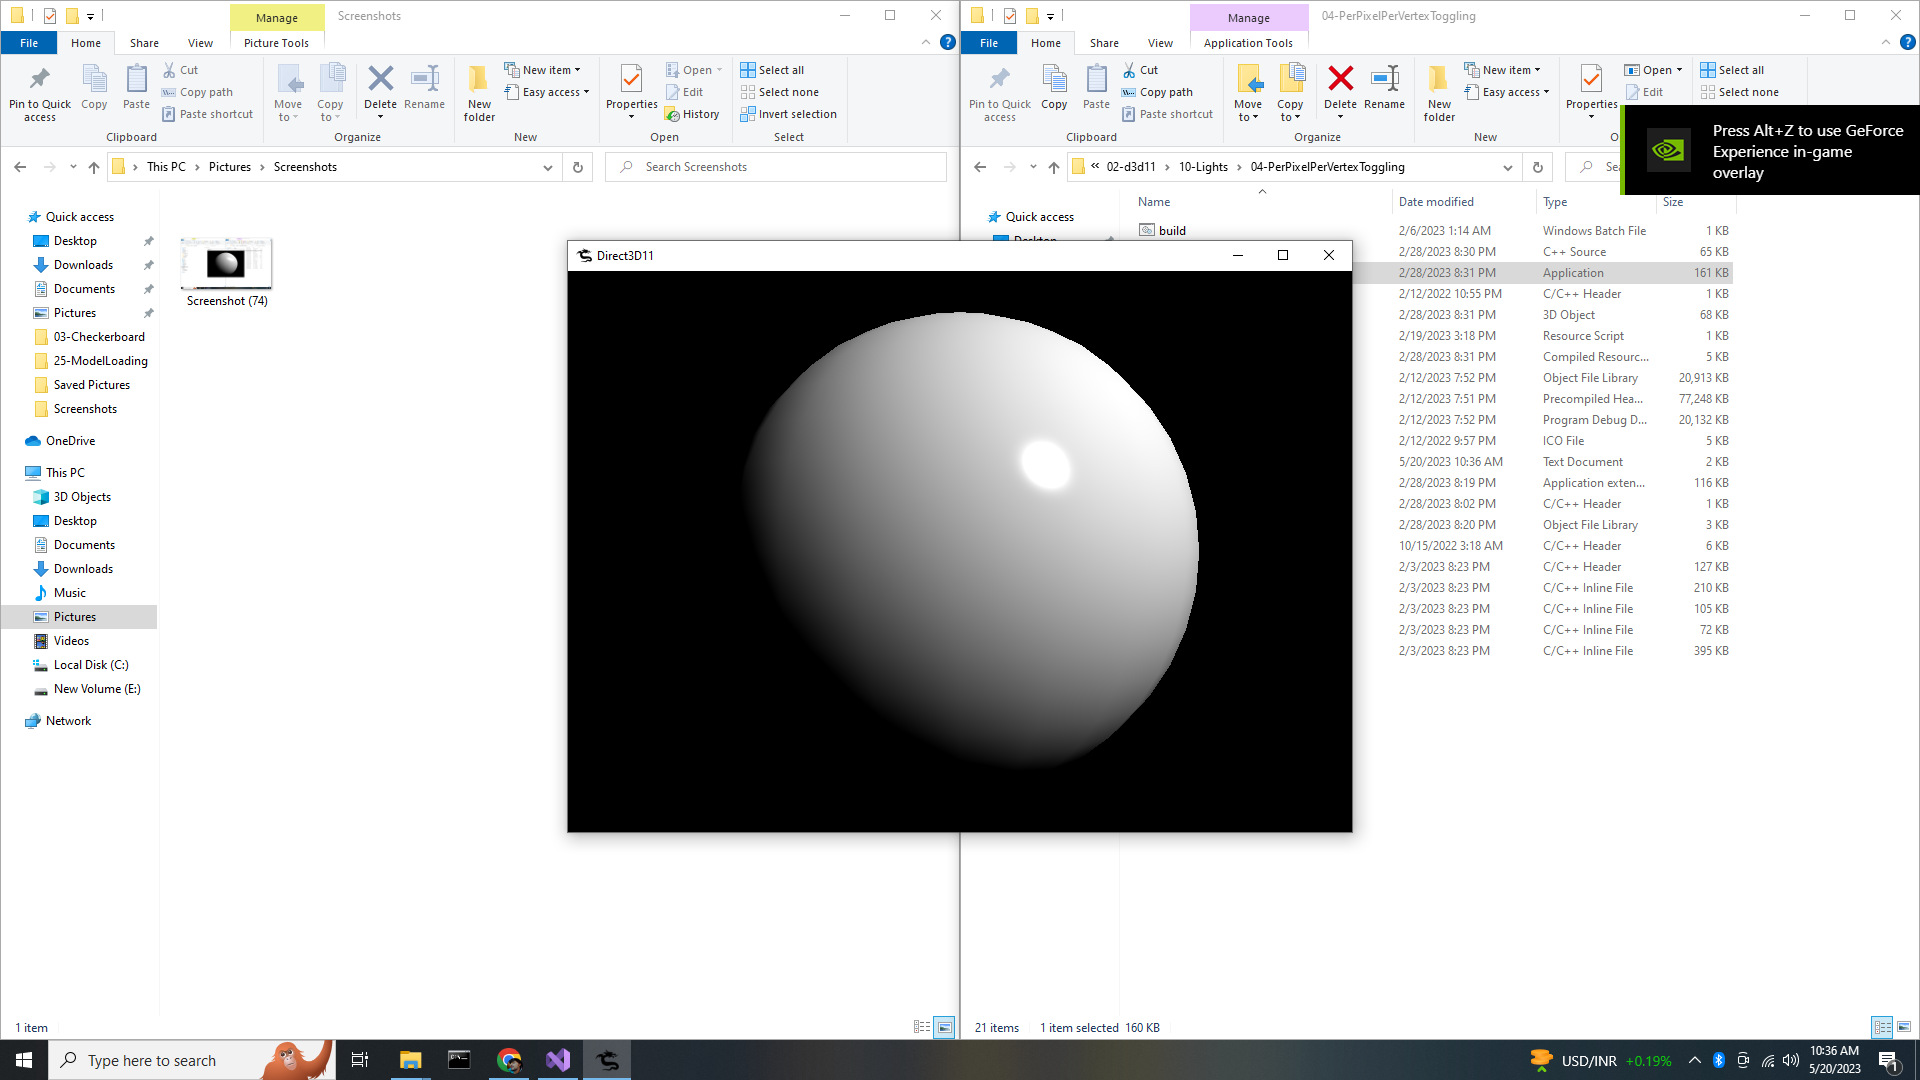 Manage
Screenshots
File
Home
Share
View
Picture Tools
Pin to Quick access
Copy
Paste
Cut
Copy path
Paste shortcut
Clipboard
Move to
Copy to
Delete
Rename
Organize
New folder
New item
Easy access
New
Properties
Open
Edit
History
Open
Select all
Select none
Invert selection
Select
This PC
Pictures
Screenshots
Search Screenshots
Quick access
Desktop
Downloads
Documents
Pictures
03-Checkerboard
25-ModelLoading
Saved Pictures
Screenshots
OneDrive
This PC
3D Objects
Desktop
Documents
Downloads
Music
Pictures
Videos
Local Disk (C:)
New Volume (E:)
Network
Screenshot (74)
1 item
Manage
04-PerPixelPerVertexToggling
File
Home
Share
View
Application Tools
Pin to Quick access
Copy
Paste
Cut
Copy path
Paste shortcut
Clipboard
Move to
Copy to
Delete
Rename
Organize
New folder
New item
Easy access
New
Properties
Open
Edit
Select all
Select none
Press Alt+Z to use GeForce
Experience in-game
overlay
« 02-d3d11
10-Lights
04-PerPixelPerVertexToggling
Quick access
Name
Date modified
Type
Size
build
2/6/2023 1:14 AM Windows Batch File 1 KB
2/28/2023 8:30 PM C++ Source 65 KB
2/28/2023 8:31 PM Application 161 KB
2/12/2022 10:55 PM C/C++ Header 1 KB
2/28/2023 8:31 PM 3D Object 68 KB
2/19/2023 3:18 PM Resource Script 1 KB
2/28/2023 8:31 PM Compiled Resourc... 5 KB
2/12/2023 7:52 PM Object File Library 20,913 KB
2/12/2023 7:51 PM Precompiled Hea... 77,248 KB
2/12/2023 7:52 PM Program Debug D... 20,132 KB
2/12/2022 9:57 PM ICO File 5 KB
5/20/2023 10:36 AM Text Document 2 KB
2/28/2023 8:19 PM Application exten... 116 KB
2/28/2023 8:02 PM C/C++ Header 1 KB
2/28/2023 8:20 PM Object File Library 3 KB
10/15/2022 3:18 AM C/C++ Header 6 KB
2/3/2023 8:23 PM C/C++ Header 127 KB
2/3/2023 8:23 PM C/C++ Inline File 210 KB
2/3/2023 8:23 PM C/C++ Inline File 105 KB
2/3/2023 8:23 PM C/C++ Inline File 72 KB
2/3/2023 8:23 PM C/C++ Inline File 395 KB
21 items
1 item selected 160 KB
Direct3D11
Type here to search
USD/INR +0.19%
10:36 AM
5/20/2023
1